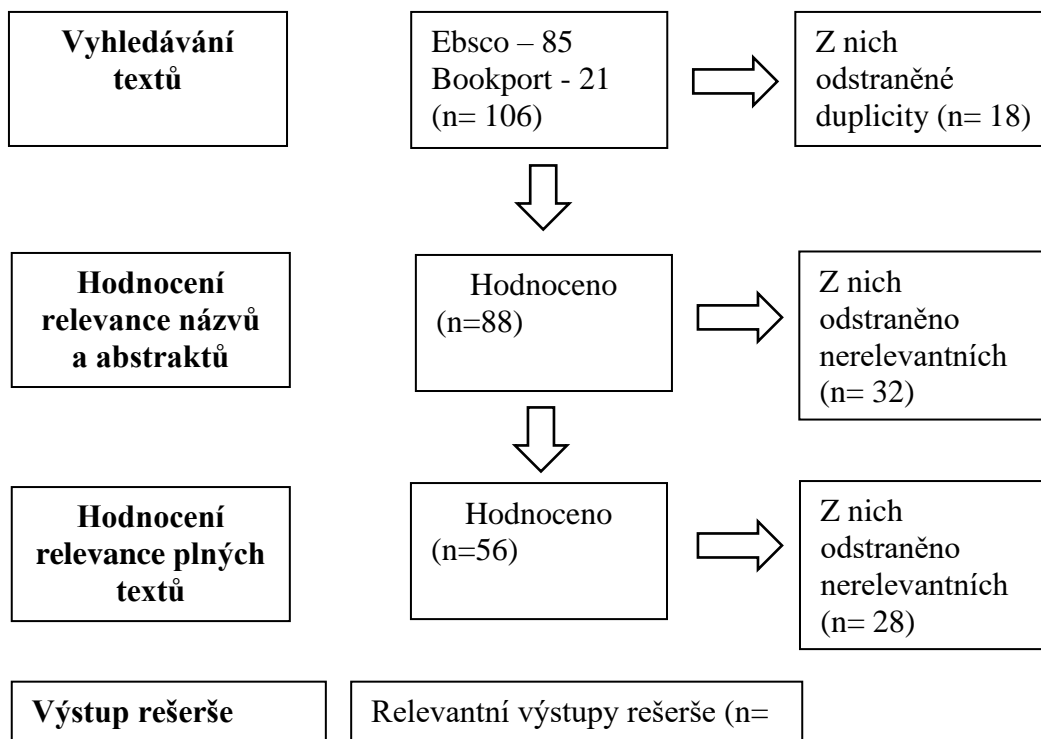 Vyhledávání
textů
Ebsco – 85
Bookport - 21
(n= 106)
Z nich
odstraněné
duplicity (n= 18)
Hodnocení
relevance názvů
a abstraktů
Hodnoceno
(n=88)
Z nich
odstraněno
nerelevantních
(n= 32)
Hodnocení
relevance plných
textů
Hodnoceno
(n=56)
Z nich
odstraněno
nerelevantních
(n= 28)
Výstup rešerše
Relevantní výstupy rešerše (n=